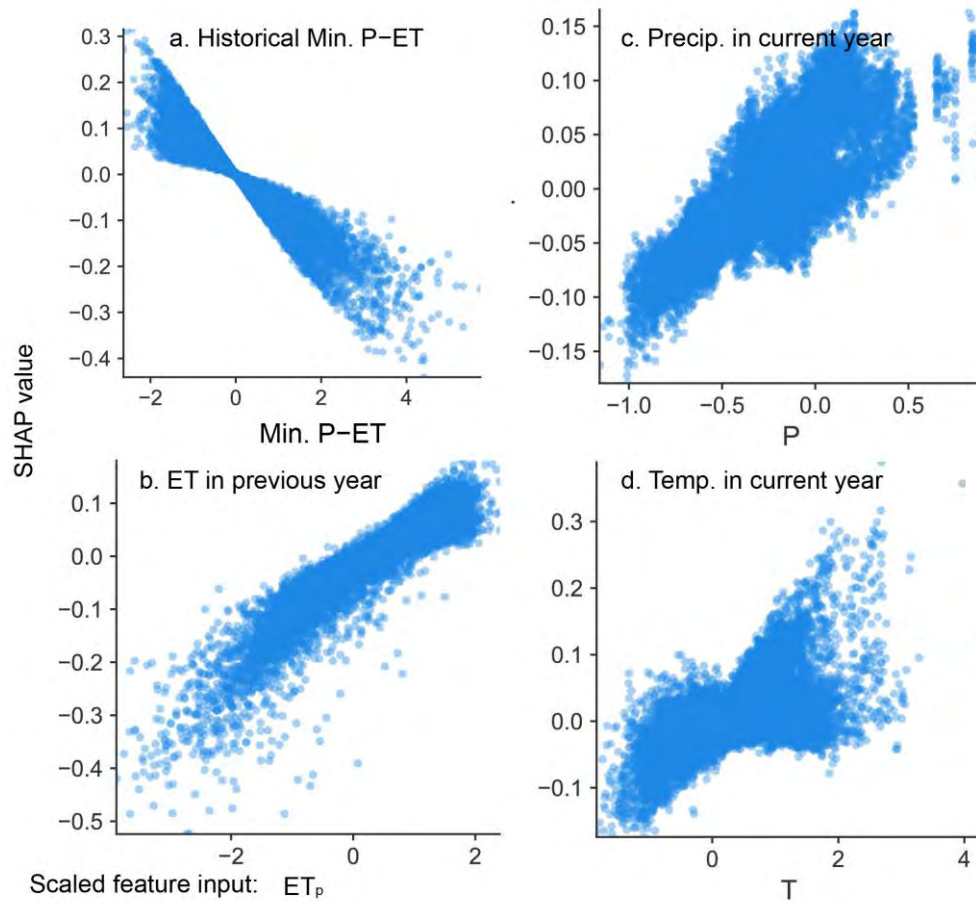 SHAP value
a. Historical Min. P−ET
0.3
0.2
0.1
0.0
−0.1
−0.2
−0.3
−0.4
−2 0 2 4
Min. P−ET
c. Precip. in current year
0.15
0.10
0.05
0.00
−0.05
−0.10
−0.15
−1.0 −0.5 0.0 0.5
P
b. ET in previous year
0.1
0.0
−0.1
−0.2
−0.3
−0.4
−0.5
−2 0 2
Scaled feature input: ETₚ
d. Temp. in current year
0.3
0.2
0.1
0.0
−0.1
0 2 4
T